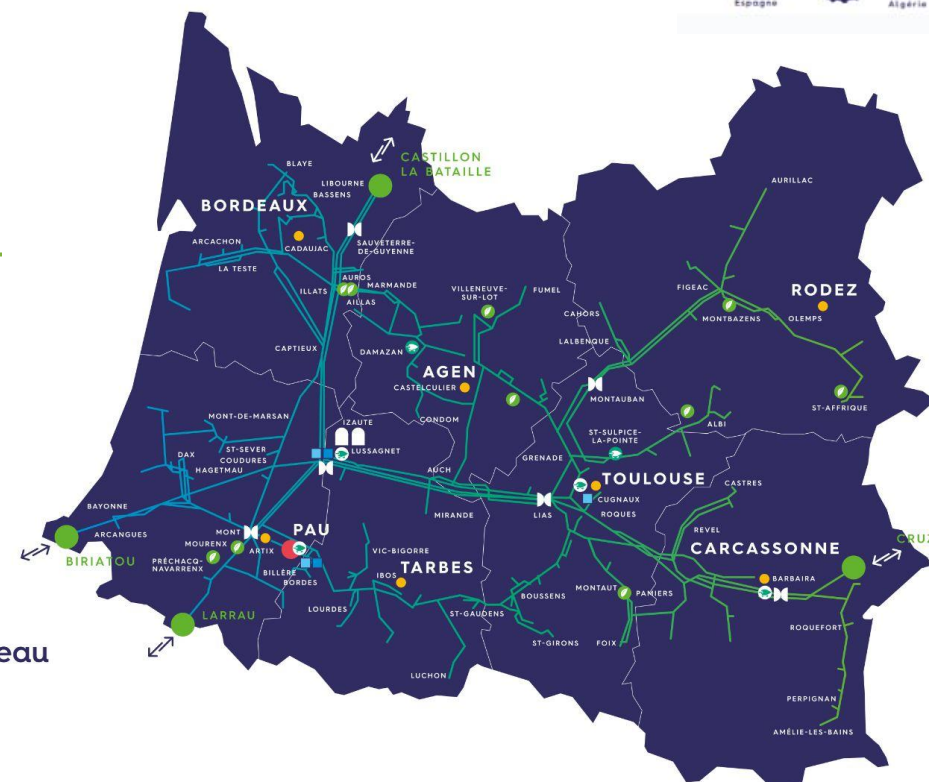 Espagne
Algérie
BLAYE
CASTILLON
LA BATAILLE
LIBOURNE
BASSENS
BORDEAUX
AURILLAC
ARCACHON
CADAUJAC
SAUVETERRE-
DE-GUYENNE
LA TESTE
AUROS
ILLATS
MARMANDE
AILLAS
VILLENEUVE-
SUR-LOT
FUMEL
FIGEAC
RODEZ
CAHORS
MONTBAZENS
OLEMPS
LALBENQUE
CAPTIEUX
DAMAZAN
AGEN
CASTELCULIER
MONTAUBAN
ST-AFFRIQUE
MONT-DE-MARSAN
IZAUTE
CONDOM
ST-SULPICE-
LA-POINTE
ALBI
DAX
ST-SEVER
COUDURES
LUSSAGNET
HAGETMAU
GRENADE
AUCH
TOULOUSE
CASTRES
CUGNAUX
BAYONNE
MIRANDE
LIAS
ROQUES
ARCANGUES
MONT
PAU
REVEL
CARCASSONNE
CRUZ
MOURENX
ARTIX
VIC-BIGORRE
BIRIATOU
PRÉCHACQ-
NAVARRENX
BILLÈRE
BORDES
IBOS
TARBES
BARBAIRA
MONTAUT
PAMIERS
BOUSSENS
LARRAU
LOURDES
ST-GAUDENS
ROQUEFORT
ST-GIRONS
FOIX
eau
LUCHON
PERPIGNAN
AMÉLIE-LES-BAINS